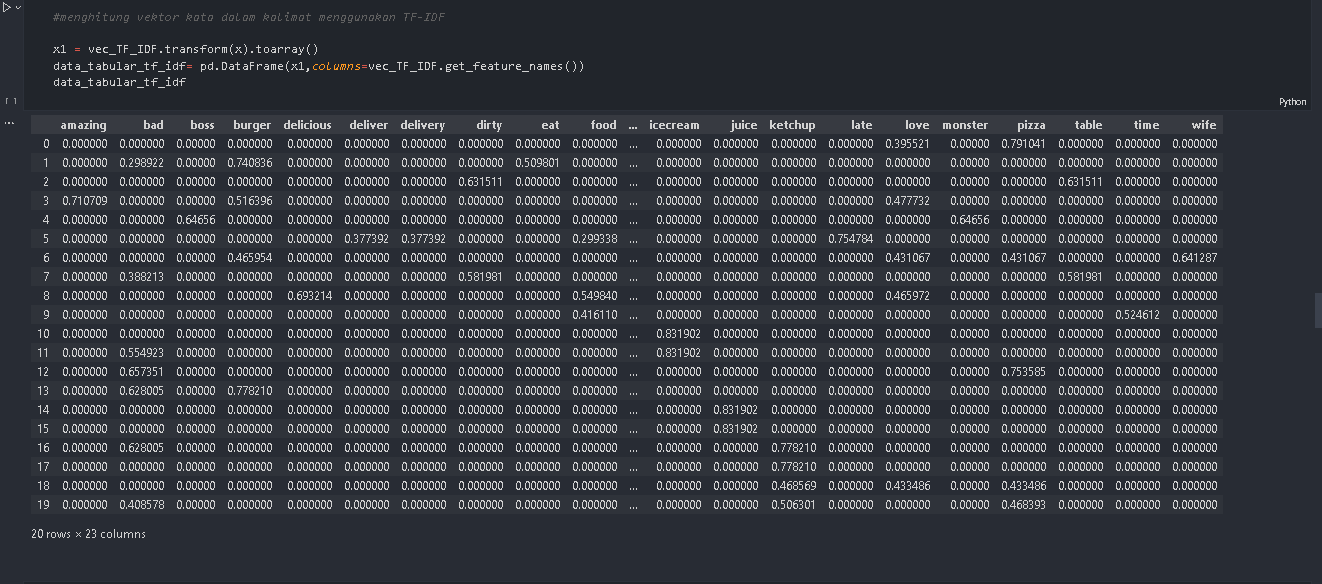 #menghitung vektor kata dalam kalimat menggunakan TF-IDF
x1 = vec_TF_IDF.transform(x).toarray()
data_tabular_tf_idf= pd.DataFrame(x1,columns=vec_TF_IDF.get_feature_names())
data_tabular_tf_idf
[ ]
Python
...
amazing bad boss burger delicious deliver delivery dirty eat food ... icecream juice ketchup late love monster pizza table time wife
0 0.000000 0.000000 0.00000 0.000000 0.000000 0.000000 0.000000 0.000000 0.000000 0.000000 ... 0.000000 0.000000 0.000000 0.000000 0.395521 0.00000 0.791041 0.000000 0.000000 0.000000
1 0.000000 0.298922 0.00000 0.740836 0.000000 0.000000 0.000000 0.000000 0.509801 0.000000 ... 0.000000 0.000000 0.000000 0.000000 0.000000 0.00000 0.000000 0.000000 0.000000 0.000000
2 0.000000 0.000000 0.00000 0.000000 0.000000 0.000000 0.000000 0.631511 0.000000 0.000000 ... 0.000000 0.000000 0.000000 0.000000 0.000000 0.00000 0.000000 0.631511 0.000000 0.000000
3 0.710709 0.000000 0.00000 0.516396 0.000000 0.000000 0.000000 0.000000 0.000000 0.000000 ... 0.000000 0.000000 0.000000 0.000000 0.477732 0.00000 0.000000 0.000000 0.000000 0.000000
4 0.000000 0.000000 0.64656 0.000000 0.000000 0.000000 0.000000 0.000000 0.000000 0.000000 ... 0.000000 0.000000 0.000000 0.000000 0.000000 0.64656 0.000000 0.000000 0.000000 0.000000
5 0.000000 0.000000 0.00000 0.000000 0.000000 0.377392 0.377392 0.000000 0.000000 0.299338 ... 0.000000 0.000000 0.000000 0.754784 0.000000 0.00000 0.000000 0.000000 0.000000 0.000000
6 0.000000 0.000000 0.00000 0.465954 0.000000 0.000000 0.000000 0.000000 0.000000 0.000000 ... 0.000000 0.000000 0.000000 0.000000 0.431067 0.00000 0.431067 0.000000 0.000000 0.641287
7 0.000000 0.388213 0.00000 0.000000 0.000000 0.000000 0.000000 0.581981 0.000000 0.000000 ... 0.000000 0.000000 0.000000 0.000000 0.000000 0.00000 0.000000 0.581981 0.000000 0.000000
8 0.000000 0.000000 0.00000 0.000000 0.693214 0.000000 0.000000 0.000000 0.000000 0.549840 ... 0.000000 0.000000 0.000000 0.000000 0.465972 0.00000 0.000000 0.000000 0.000000 0.000000
9 0.000000 0.000000 0.00000 0.000000 0.000000 0.000000 0.000000 0.000000 0.000000 0.416110 ... 0.000000 0.000000 0.000000 0.000000 0.000000 0.00000 0.000000 0.000000 0.524612 0.000000
10 0.000000 0.000000 0.00000 0.000000 0.000000 0.000000 0.000000 0.000000 0.000000 0.000000 ... 0.831902 0.000000 0.000000 0.000000 0.000000 0.00000 0.000000 0.000000 0.000000 0.000000
11 0.000000 0.554923 0.00000 0.000000 0.000000 0.000000 0.000000 0.000000 0.000000 0.000000 ... 0.831902 0.000000 0.000000 0.000000 0.000000 0.00000 0.000000 0.000000 0.000000 0.000000
12 0.000000 0.657351 0.00000 0.000000 0.000000 0.000000 0.000000 0.000000 0.000000 0.000000 ... 0.000000 0.000000 0.000000 0.000000 0.000000 0.00000 0.753585 0.000000 0.000000 0.000000
13 0.000000 0.628005 0.00000 0.778210 0.000000 0.000000 0.000000 0.000000 0.000000 0.000000 ... 0.000000 0.000000 0.000000 0.000000 0.000000 0.00000 0.000000 0.000000 0.000000 0.000000
14 0.000000 0.000000 0.00000 0.000000 0.000000 0.000000 0.000000 0.000000 0.000000 0.000000 ... 0.000000 0.831902 0.000000 0.000000 0.000000 0.00000 0.000000 0.000000 0.000000 0.000000
15 0.000000 0.000000 0.00000 0.000000 0.000000 0.000000 0.000000 0.000000 0.000000 0.000000 ... 0.000000 0.831902 0.000000 0.000000 0.000000 0.00000 0.000000 0.000000 0.000000 0.000000
16 0.000000 0.628005 0.00000 0.000000 0.000000 0.000000 0.000000 0.000000 0.000000 0.000000 ... 0.000000 0.000000 0.778210 0.000000 0.000000 0.00000 0.000000 0.000000 0.000000 0.000000
17 0.000000 0.000000 0.00000 0.000000 0.000000 0.000000 0.000000 0.000000 0.000000 0.000000 ... 0.000000 0.000000 0.778210 0.000000 0.000000 0.00000 0.000000 0.000000 0.000000 0.000000
18 0.000000 0.000000 0.00000 0.000000 0.000000 0.000000 0.000000 0.000000 0.000000 0.000000 ... 0.000000 0.000000 0.468569 0.000000 0.433486 0.00000 0.433486 0.000000 0.000000 0.000000
19 0.000000 0.408578 0.00000 0.000000 0.000000 0.000000 0.000000 0.000000 0.000000 0.000000 ... 0.000000 0.000000 0.506301 0.000000 0.000000 0.00000 0.468393 0.000000 0.000000 0.000000
20 rows × 23 columns